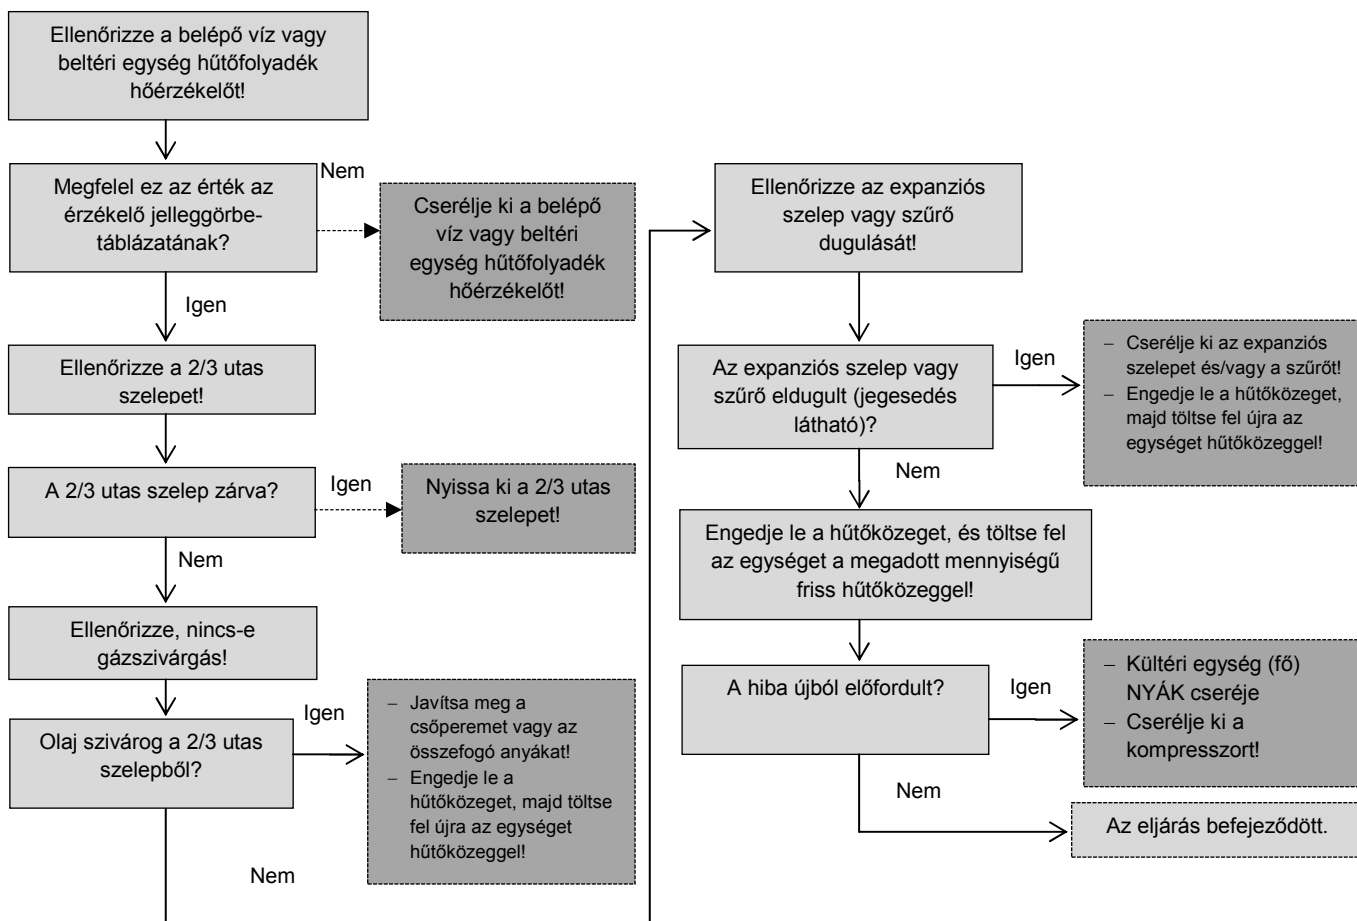 Ellenőrizze a belépő víz vagy
beltéri egység hűtőfolyadék
hőérzékelőt!
Megfelel ez az érték az
érzékelő jelleggörbe-
táblázatának?
Nem
Cserélje ki a belépő
víz vagy beltéri
egység hűtőfolyadék
hőérzékelőt!
Igen
Ellenőrizze a 2/3 utas
szelepet!
A 2/3 utas szelep zárva?
Igen
Nyissa ki a 2/3 utas
szelepet!
Nem
Ellenőrizze, nincs-e
gázszivárgás!
Olaj szivárog a 2/3 utas
szelepből?
Igen
– Javítsa meg a
csőperemet vagy az
összefogó anyákat!
– Engedje le a
hűtőközeget, majd töltse
fel újra az egységet
hűtőközeggel!
Nem
Ellenőrizze az expanziós
szelep vagy szűrő
dugulását!
Az expanziós szelep vagy
szűrő eldugult (jegesedés
látható)?
Igen
– Cserélje ki az expanziós
szelepet és/vagy a szűrőt!
– Engedje le a hűtőközeget,
majd töltse fel újra az
egységet hűtőközeggel!
Nem
Engedje le a hűtőközeget, és töltse fel
az egységet a megadott mennyiségű
friss hűtőközeggel!
A hiba újból előfordult?
Igen
– Kültéri egység (fő)
NYÁK cseréje
– Cserélje ki a
kompresszort!
Nem
Az eljárás befejeződött.